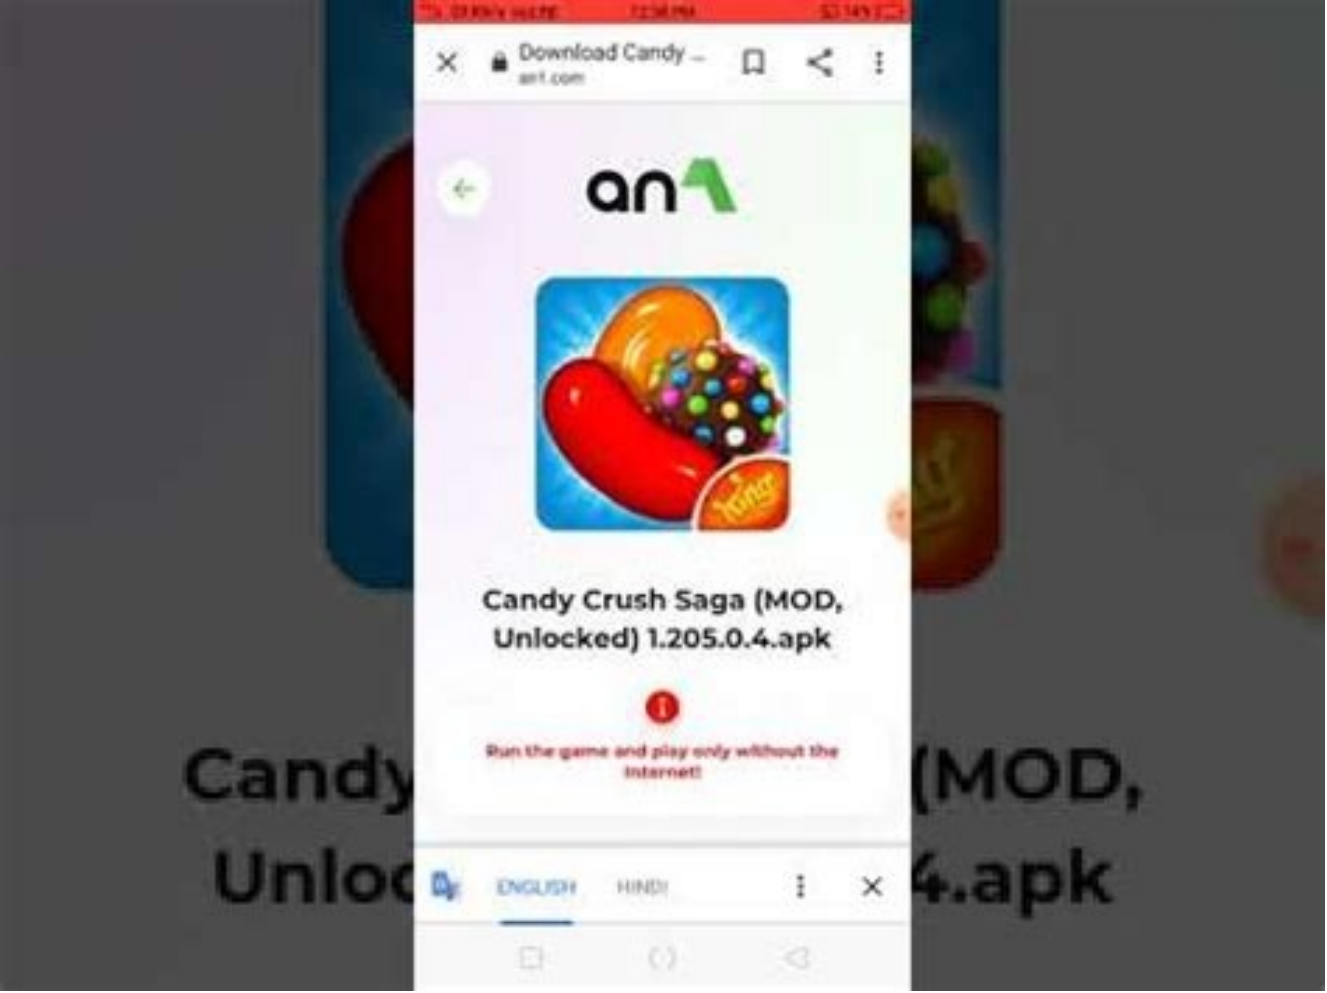 Download Candy ...
an1.com
an1
king
Candy Crush Saga (MOD,
Unlocked) 1.205.0.4.apk
Run the game and play only without the
Internet!
ENGLISH HINDI
Candy (MOD,
Unloc 4.apk